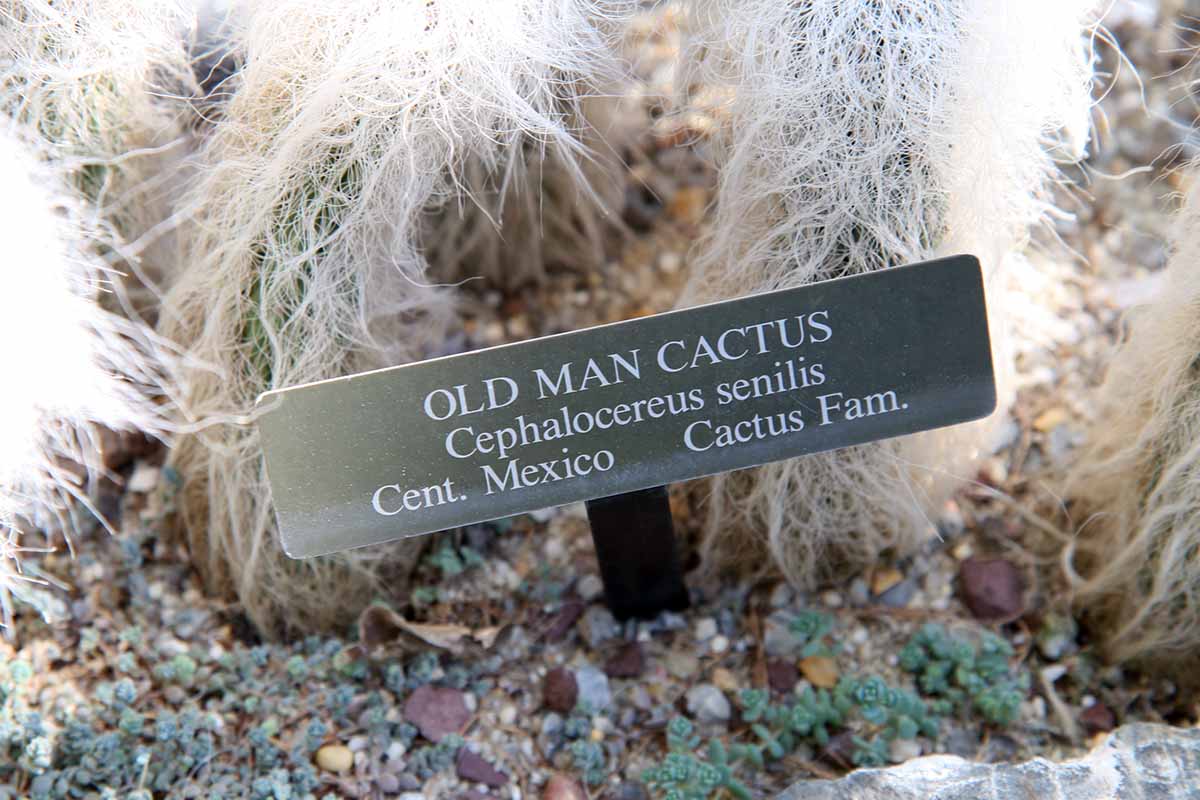 OLD MAN CACTUS
Cephalocereus senilis
Cent. Mexico Cactus Fam.